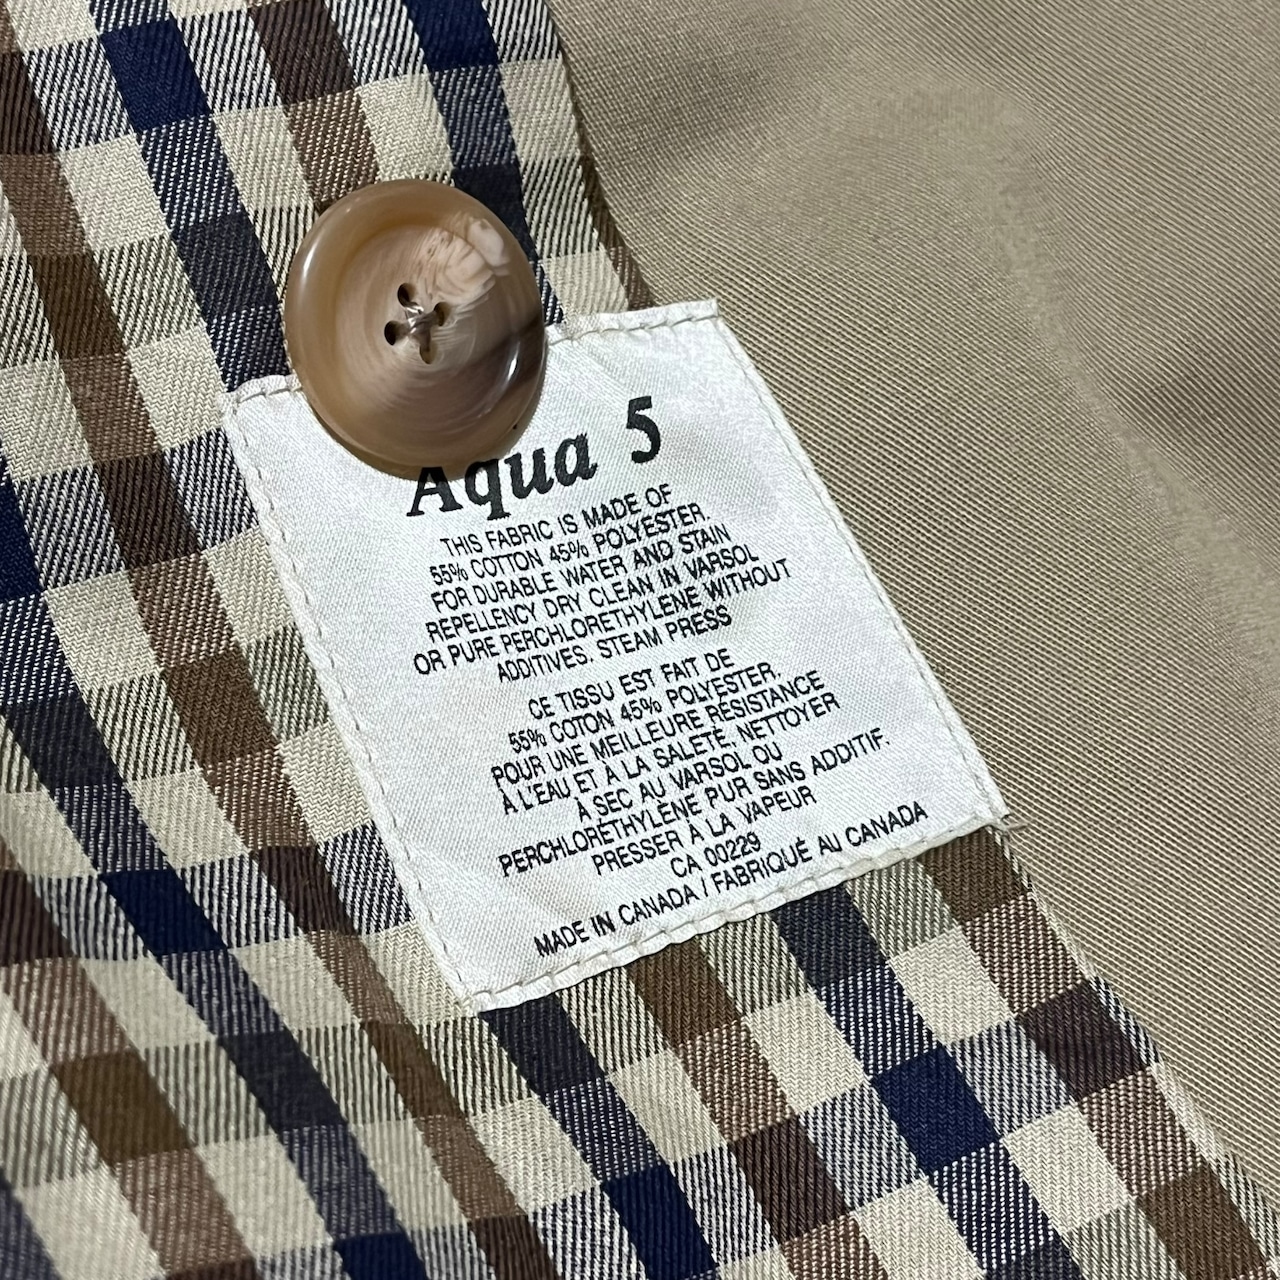 Aqua 5
THIS FABRIC IS MADE OF
55% COTTON 45% POLYESTER,
FOR DURABLE WATER AND STAIN
REPELLENCY DRY CLEAN IN VARSOL
OR PURE PERCHLORETHYLENE WITHOUT
ADDITIVES. STEAM PRESS
CE TISSU EST FAIT DE
55% COTON 45% POLYESTER,
POUR UNE MEILLEURE RÉSISTANCE
À L'EAU ET À LA SALETÉ, NETTOYER
À SEC AU VARSOL OU
PERCHLORÉTHYLÈNE PUR SANS ADDITIF.
PRESSER À LA VAPEUR
CA 00229
MADE IN CANADA / FABRIQUÉ AU CANADA